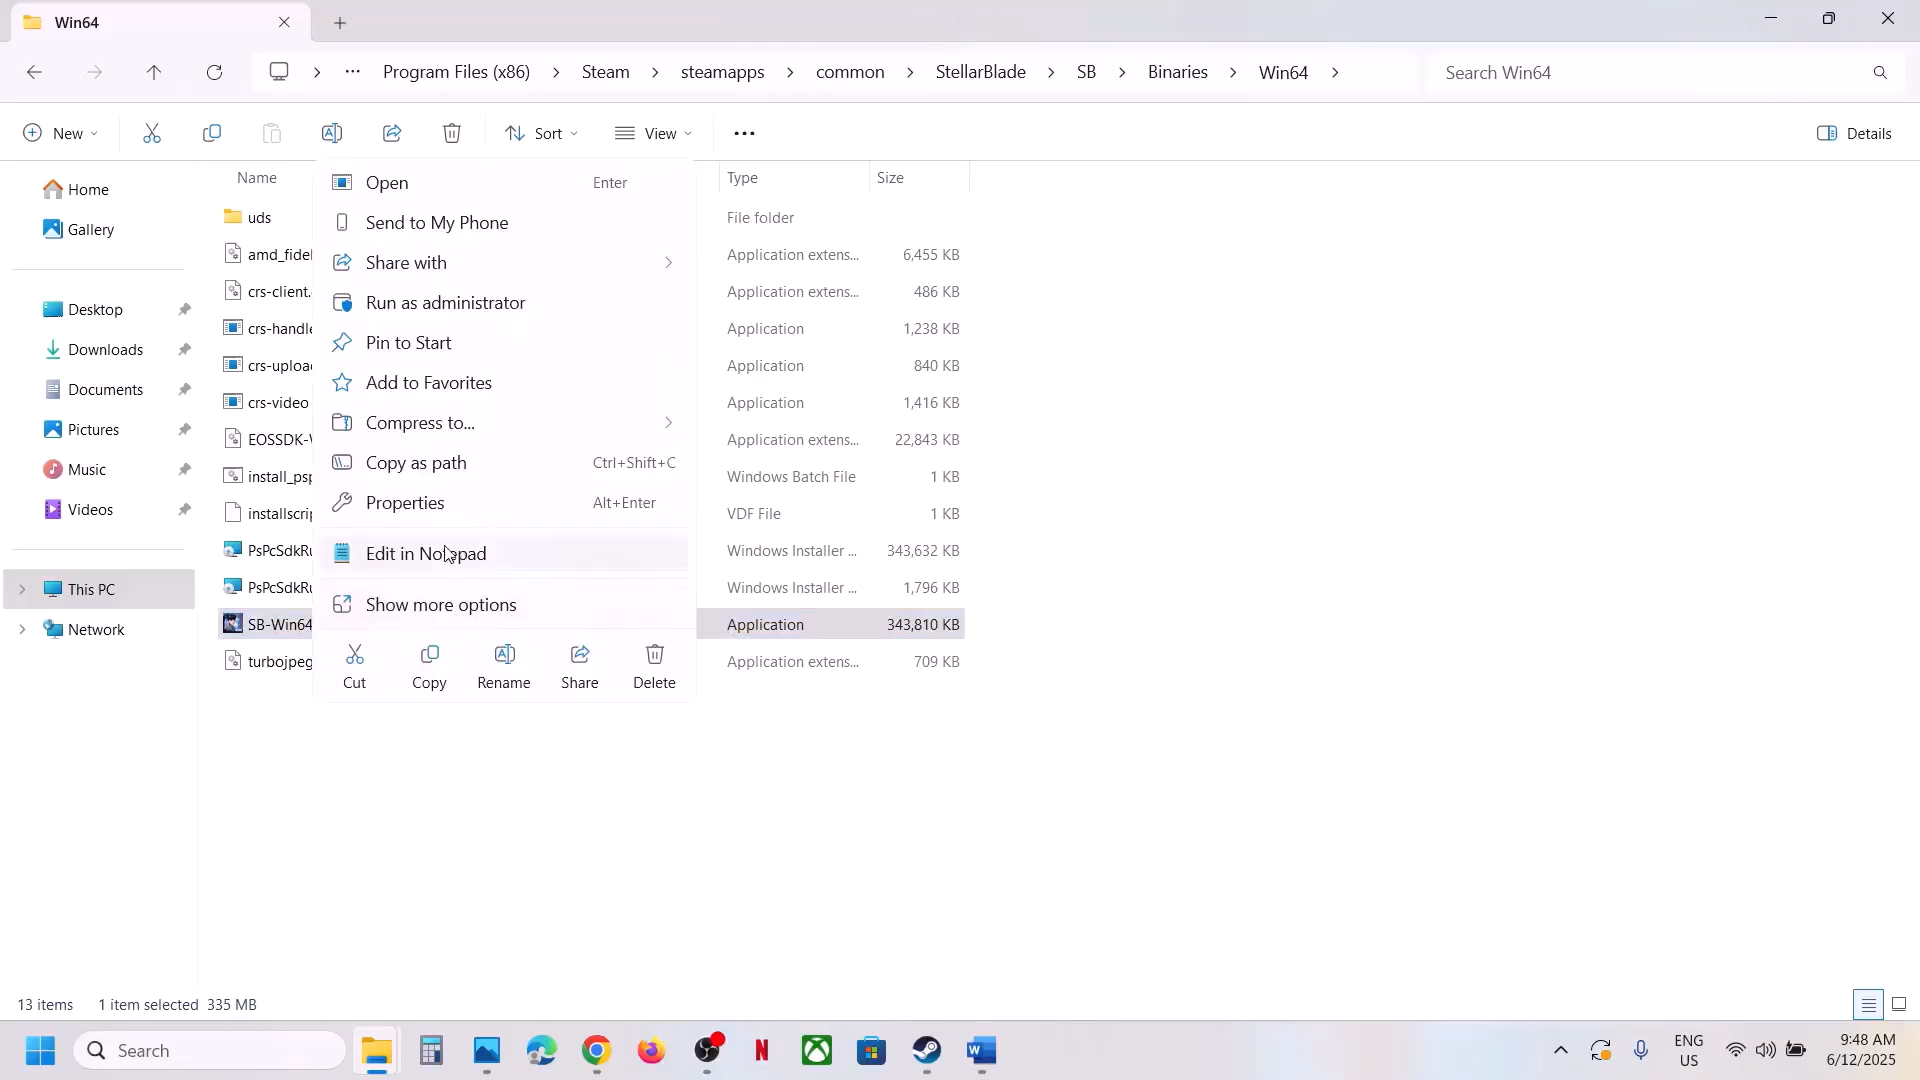 Win64
Program Files (x86) Steam steamapps common StellarBlade SB Binaries Win64
Search Win64
New
Sort
View
Details
Name
Type
Size
Home
Gallery
Desktop
Downloads
Documents
Pictures
Music
Videos
This PC
Network
uds
File folder
amd_fidel
Application extens... 6,455 KB
crs-client.
Application extens... 486 KB
crs-handle
Application 1,238 KB
crs-uploa
Application 840 KB
crs-video
Application 1,416 KB
EOSSDK-W
Application extens... 22,843 KB
install_psp
Windows Batch File 1 KB
installscrip
VDF File 1 KB
PsPcSdkRu
Windows Installer ... 343,632 KB
PsPcSdkRu
Windows Installer ... 1,796 KB
SB-Win64
Application 343,810 KB
turbojpeg
Application extens... 709 KB
Open Enter
Send to My Phone
Share with
Run as administrator
Pin to Start
Add to Favorites
Compress to...
Copy as path Ctrl+Shift+C
Properties Alt+Enter
Edit in Notepad
Show more options
Cut
Copy
Rename
Share
Delete
13 items 1 item selected 335 MB
Search
ENG
US
9:48 AM
6/12/2025